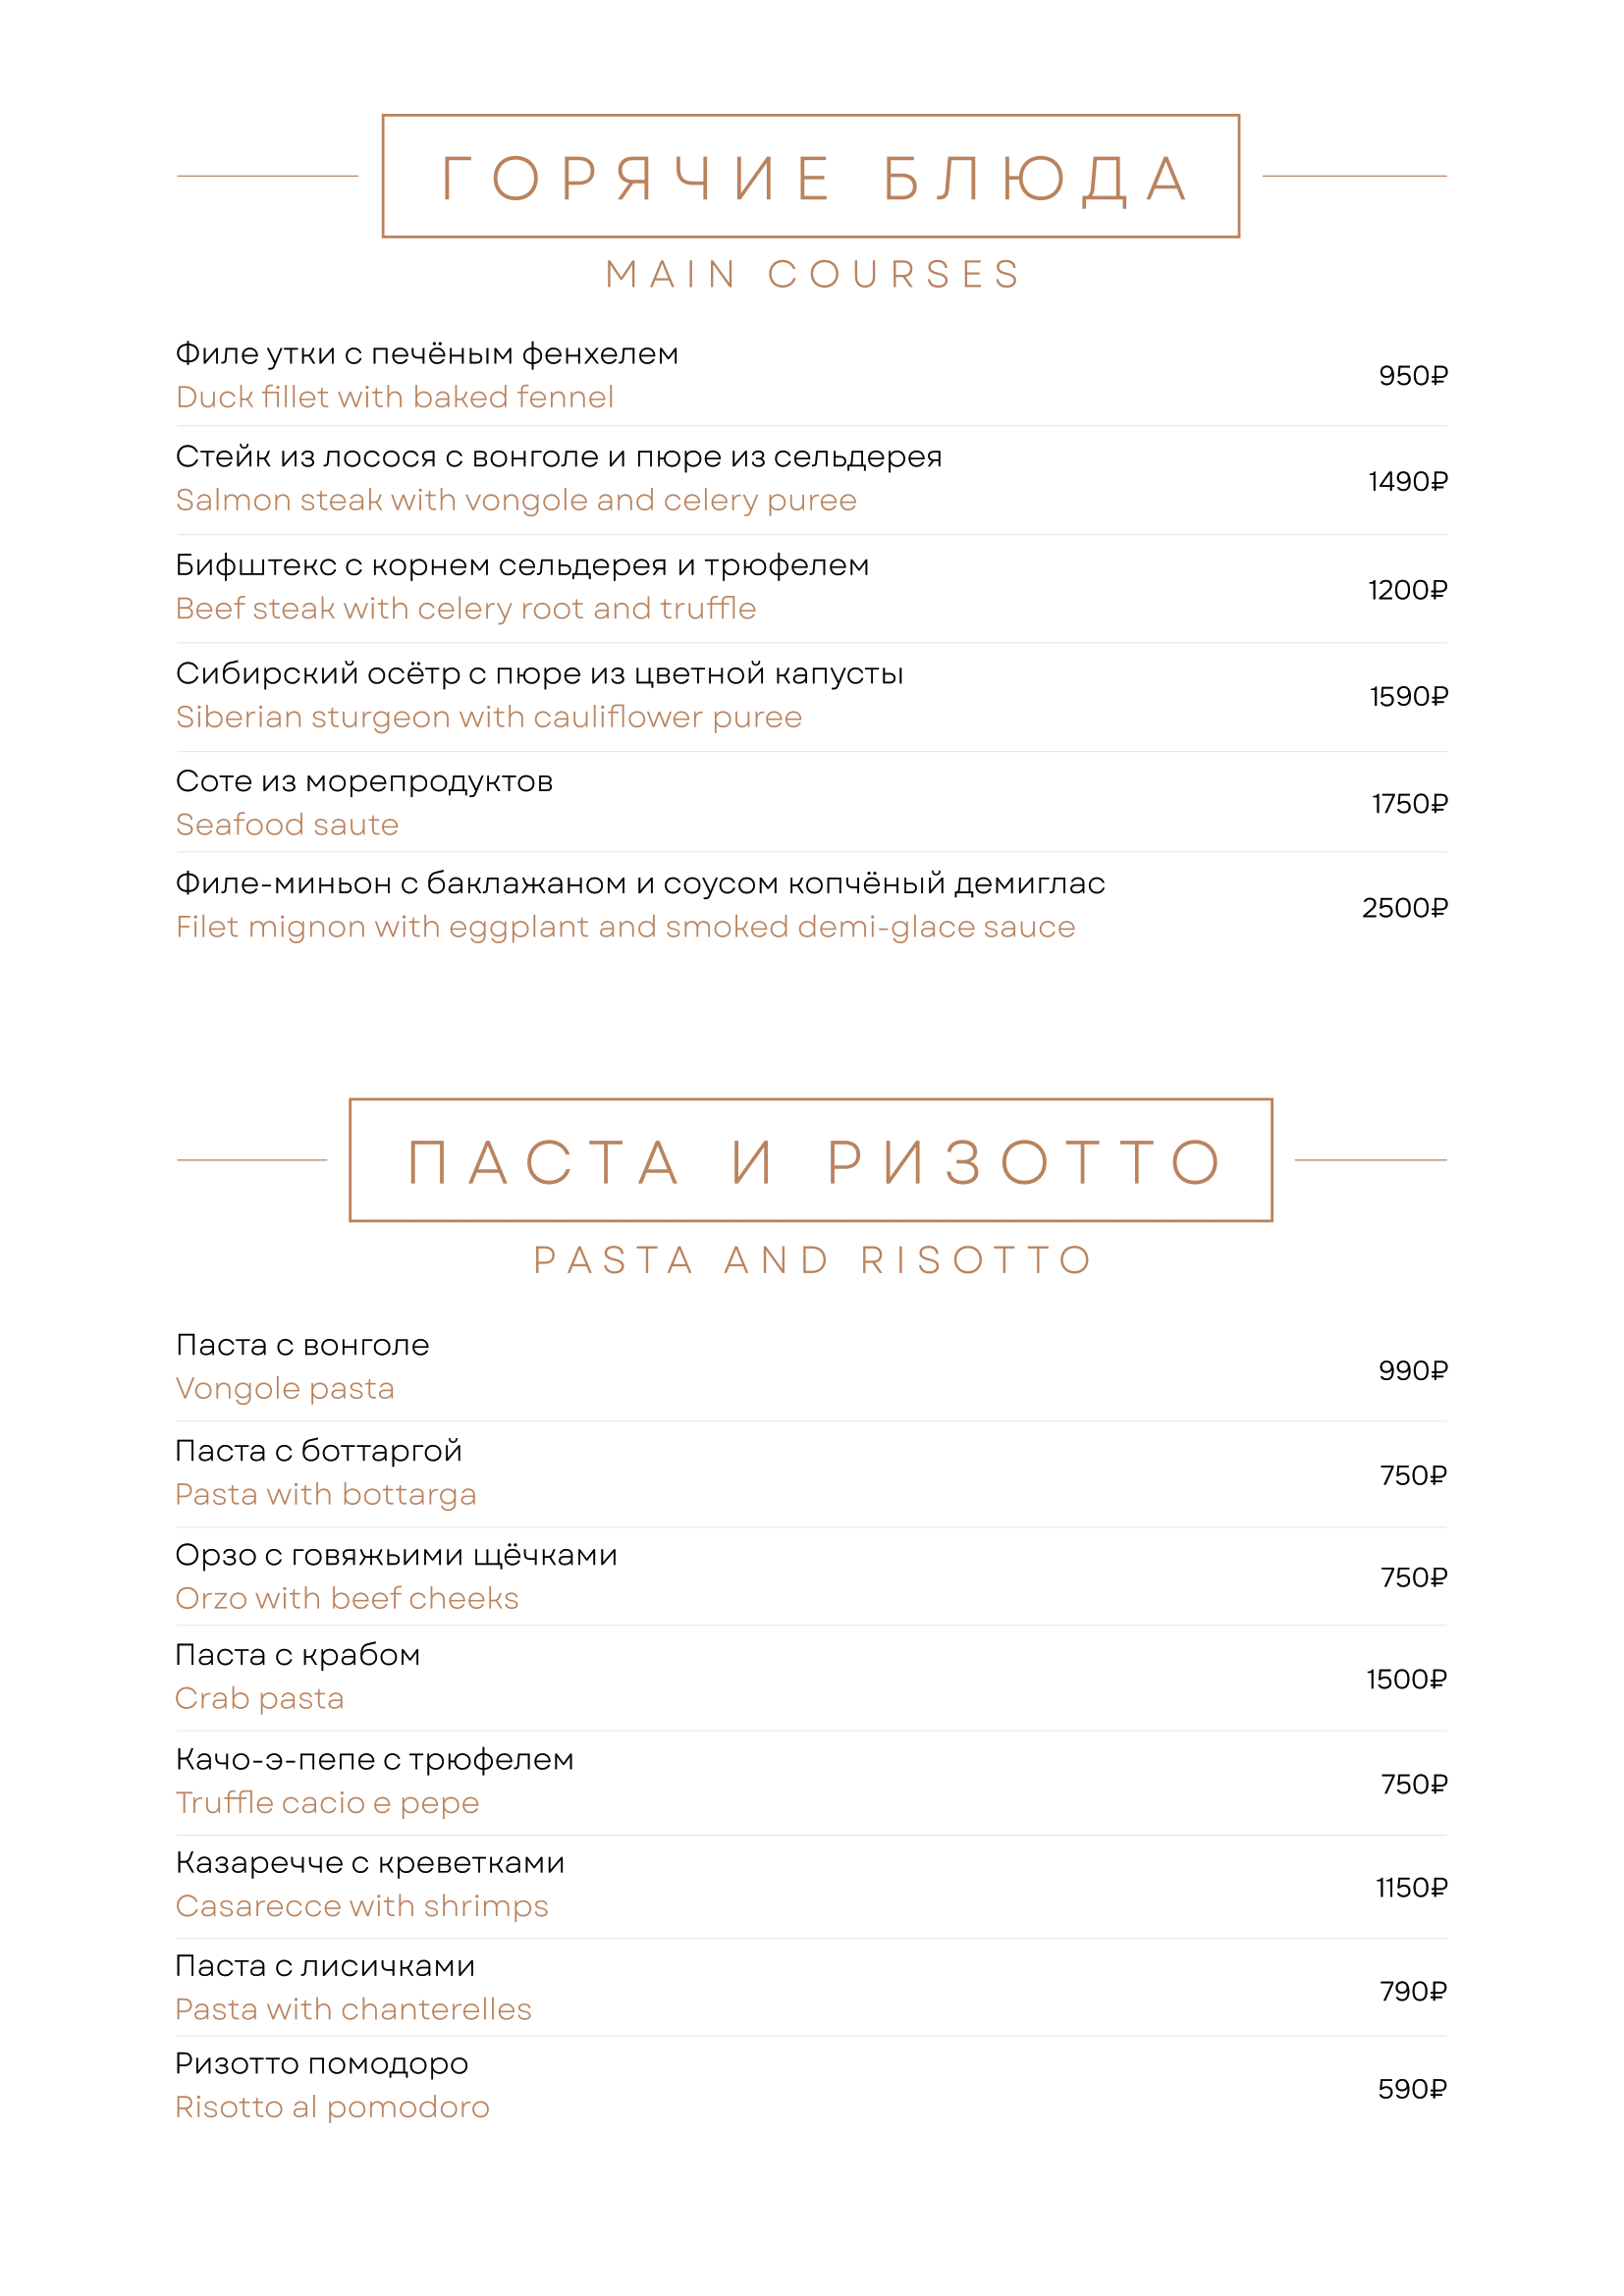 ГОРЯЧИЕ БЛЮДА
MAIN COURSES
Филе утки с печёным фенхелем
Duck fillet with baked fennel
950₽
Стейк из лосося с вонголе и пюре из сельдерея
Salmon steak with vongole and celery puree
1490₽
Бифштекс с корнем сельдерея и трюфелем
Beef steak with celery root and truffle
1200₽
Сибирский осётр с пюре из цветной капусты
Siberian sturgeon with cauliflower puree
1590₽
Соте из морепродуктов
Seafood saute
1750₽
Филе-миньон с баклажаном и соусом копчёный демиглас
Filet mignon with eggplant and smoked demi-glace sauce
2500₽
ПАСТА И РИЗОТТО
PASTA AND RISOTTO
Паста с вонголе
Vongole pasta
990₽
Паста с боттаргой
Pasta with bottarga
750₽
Орзо с говяжьими щёчками
Orzo with beef cheeks
750₽
Паста с крабом
Crab pasta
1500₽
Качо-э-пепе с трюфелем
Truffle cacio e pepe
750₽
Казаречче с креветками
Casarecce with shrimps
1150₽
Паста с лисичками
Pasta with chanterelles
790₽
Ризотто помодоро
Risotto al pomodoro
590₽